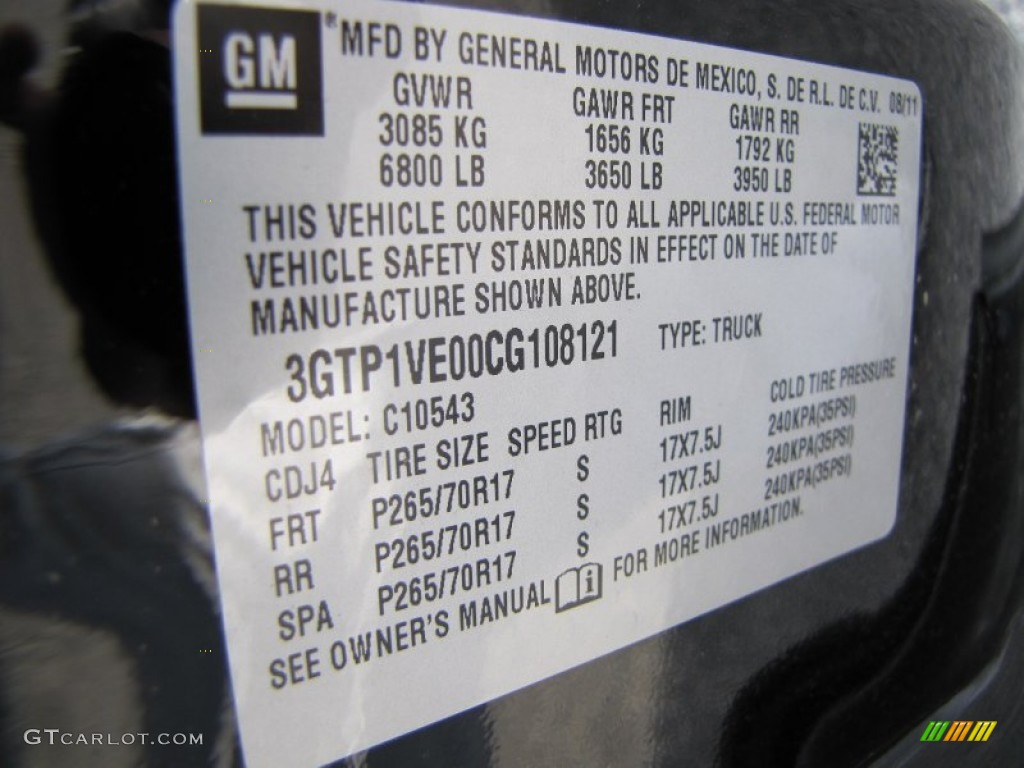 GM
® MFD BY GENERAL MOTORS DE MEXICO, S. DE R.L. DE C.V. 08/11
GVWR GAWR FRT GAWR RR
3085 KG 1656 KG 1792 KG
6800 LB 3650 LB 3950 LB
THIS VEHICLE CONFORMS TO ALL APPLICABLE U.S. FEDERAL MOTOR
VEHICLE SAFETY STANDARDS IN EFFECT ON THE DATE OF
MANUFACTURE SHOWN ABOVE.
3GTP1VE00CG108121 TYPE: TRUCK
MODEL: C10543
CDJ4 TIRE SIZE SPEED RTG RIM COLD TIRE PRESSURE
FRT P265/70R17 S 17X7.5J 240KPA(35PSI)
RR P265/70R17 S 17X7.5J 240KPA(35PSI)
SPA P265/70R17 S 17X7.5J 240KPA(35PSI)
SEE OWNER'S MANUAL FOR MORE INFORMATION.
GTCARLOT.COM